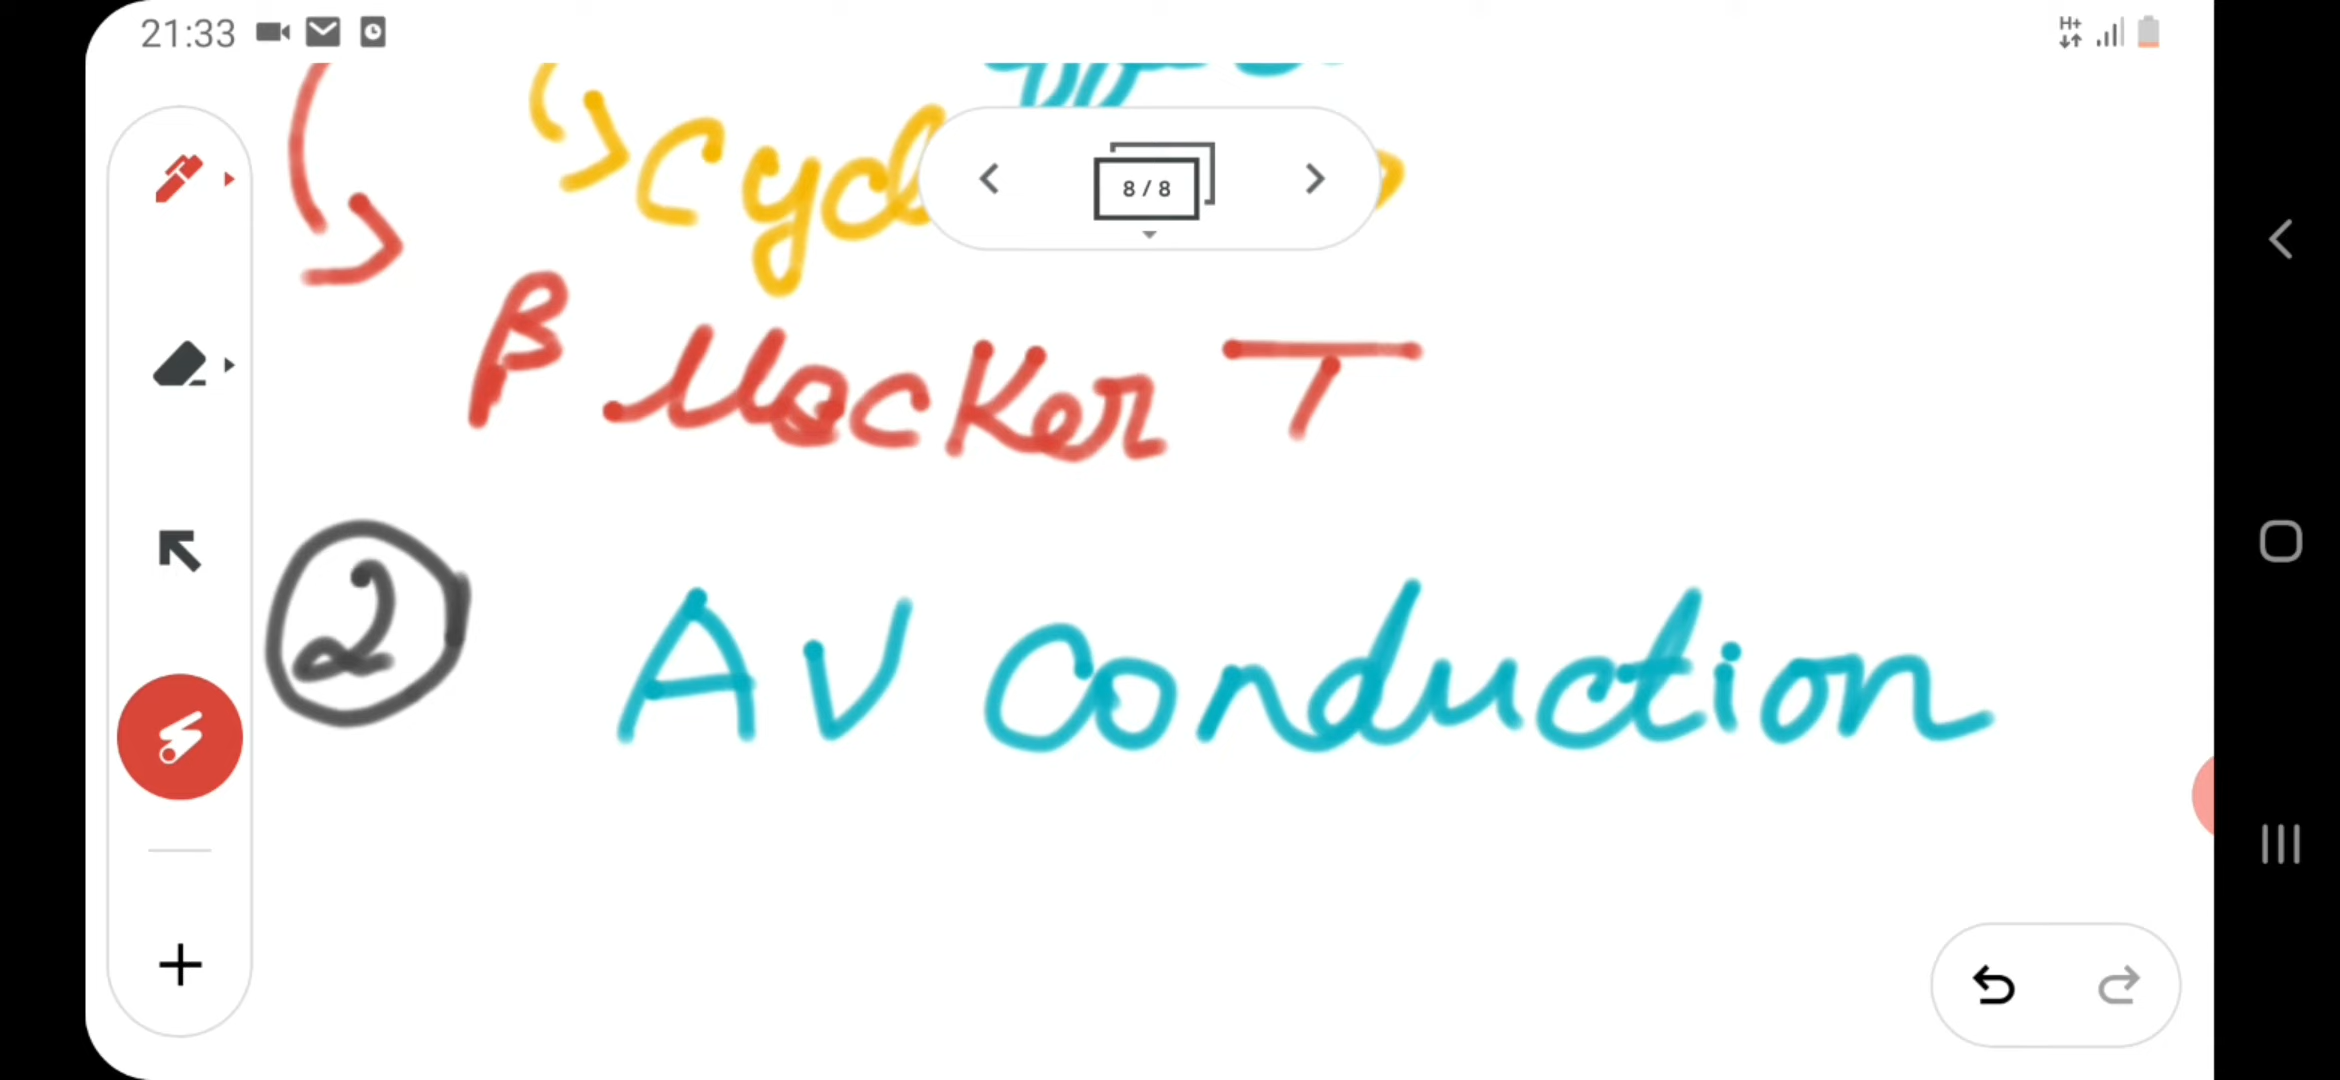 21:33
H+
8 / 8
β blocker T
2
AV Conduction